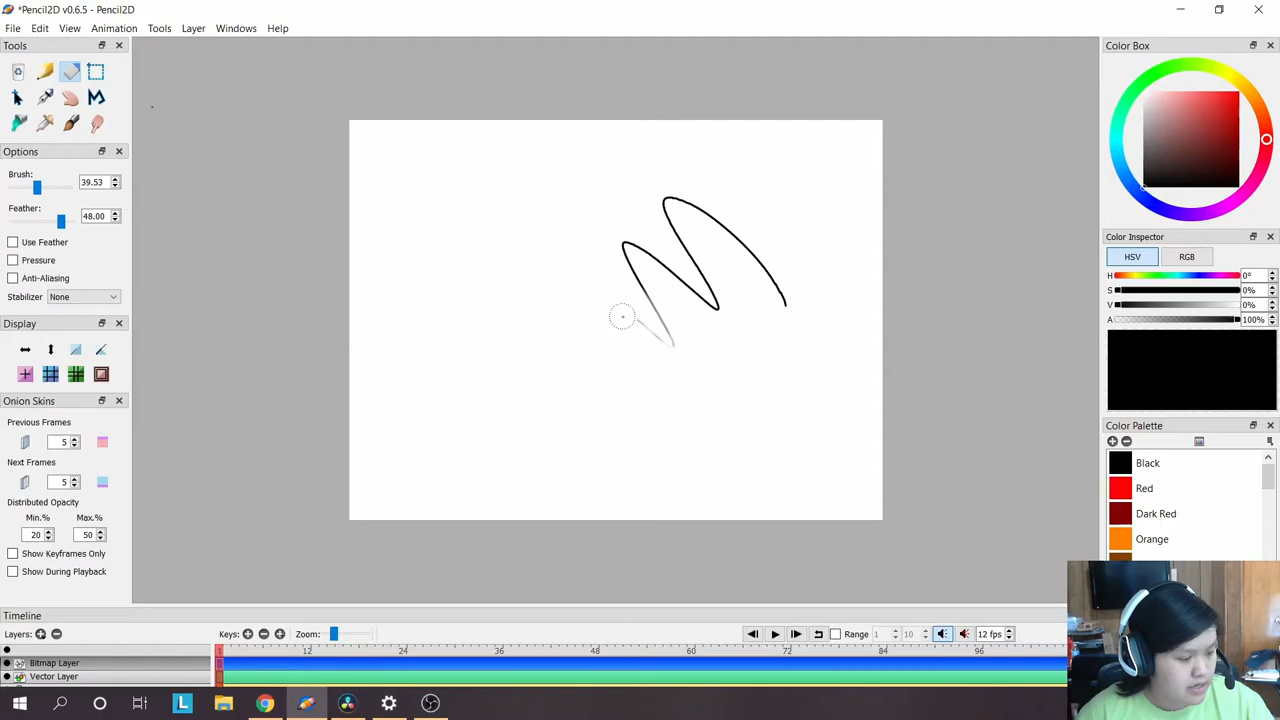 *Pencil2D v0.6.5 - Pencil2D
File Edit View Animation Tools Layer Windows Help
Tools
Color Box
Options
Brush:
39.53
Feather:
48.00
Use Feather
Pressure
Anti-Aliasing
Stabilizer None
Display
Color Inspector
HSV RGB
H 0°
S 0%
V 0%
A 100%
Onion Skins
Previous Frames
5
Next Frames
5
Distributed Opacity
Min.% Max.%
20 50
Show Keyframes Only
Show During Playback
Color Palette
Black
Red
Dark Red
Orange
Timeline
Layers: Keys: Zoom: Range 1 10 12 fps
1 12 24 36 48 60 72 84 96
Bitmap Layer
Vector Layer
L